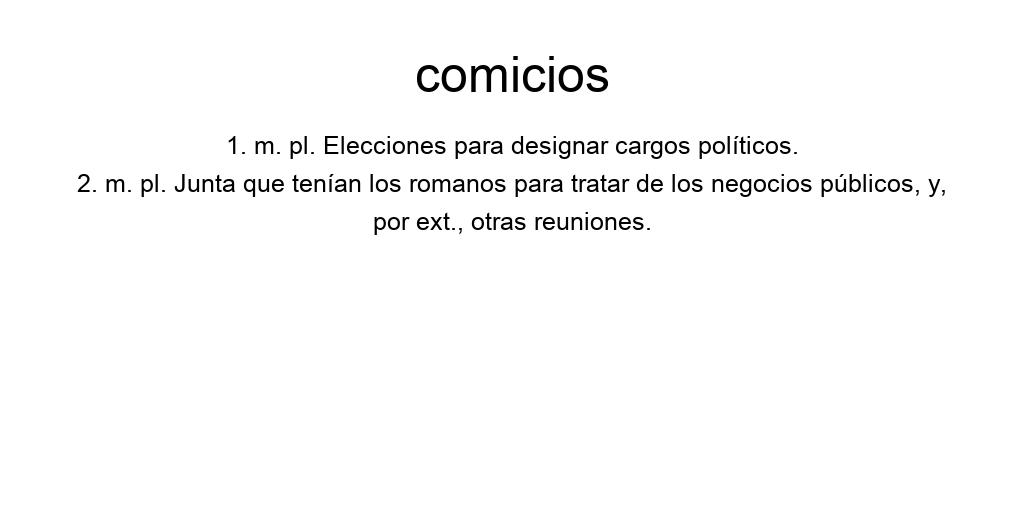 comicios
1. m. pl. Elecciones para designar cargos políticos.
2. m. pl. Junta que tenían los romanos para tratar de los negocios públicos, y,
por ext., otras reuniones.